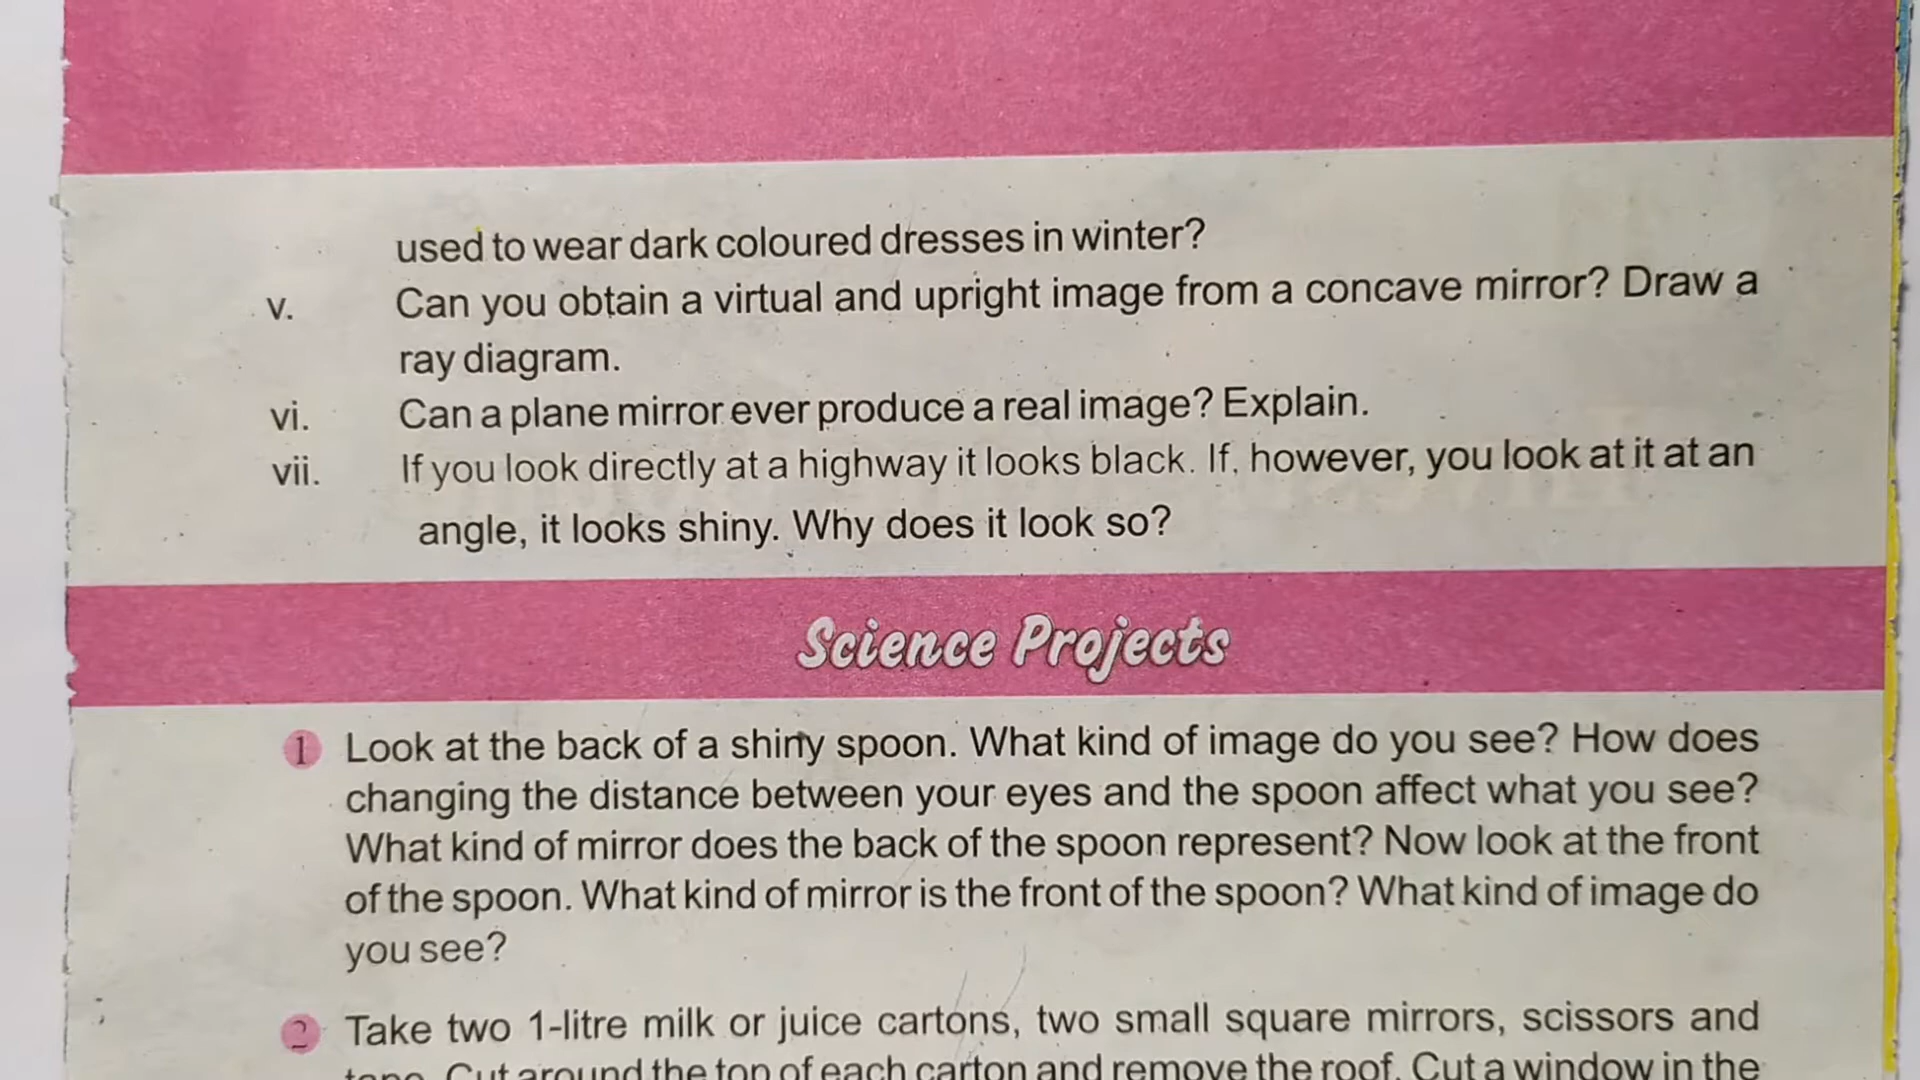 used to wear dark coloured dresses in winter?
v. Can you obtain a virtual and upright image from a concave mirror? Draw a
ray diagram.
vi. Can a plane mirror ever produce a real image? Explain.
vii. If you look directly at a highway it looks black. If, however, you look at it at an
angle, it looks shiny. Why does it look so?
Science Projects
1 Look at the back of a shiny spoon. What kind of image do you see? How does
changing the distance between your eyes and the spoon affect what you see?
What kind of mirror does the back of the spoon represent? Now look at the front
of the spoon. What kind of mirror is the front of the spoon? What kind of image do
you see?
2 Take two 1-litre milk or juice cartons, two small square mirrors, scissors and
tape. Cut around the top of each carton and remove the roof. Cut a window in the